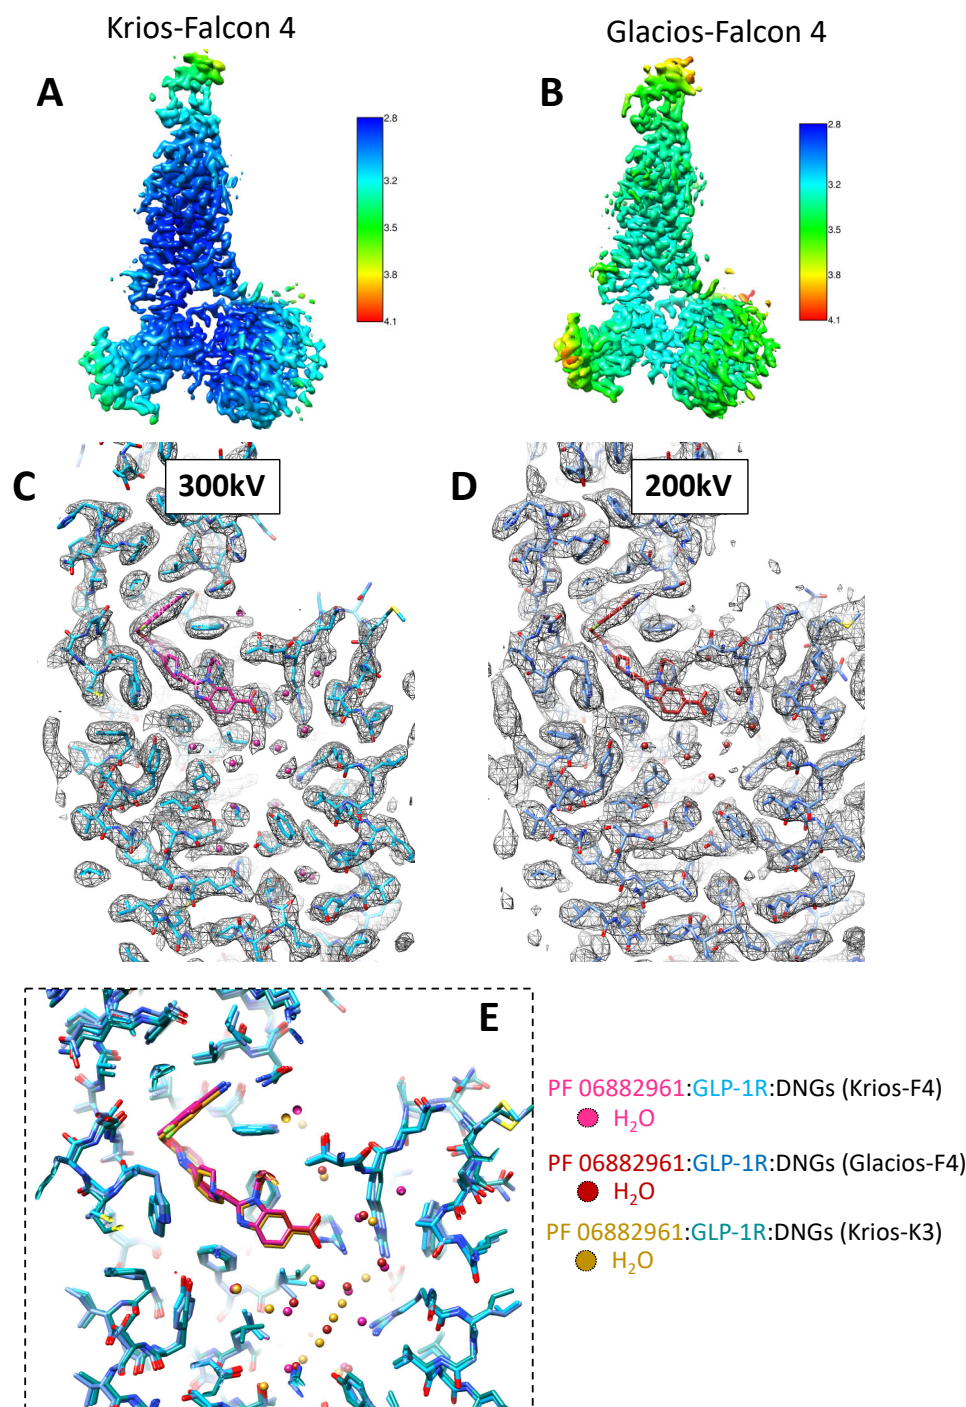 Krios-Falcon 4
Glacios-Falcon 4
A
B
2.8
3.2
3.5
3.8
4.1
2.8
3.2
3.5
3.8
4.1
C
300kV
D
200kV
E
PF 06882961:GLP-1R:DNGs (Krios-F4)
H₂O
PF 06882961:GLP-1R:DNGs (Glacios-F4)
H₂O
PF 06882961:GLP-1R:DNGs (Krios-K3)
H₂O